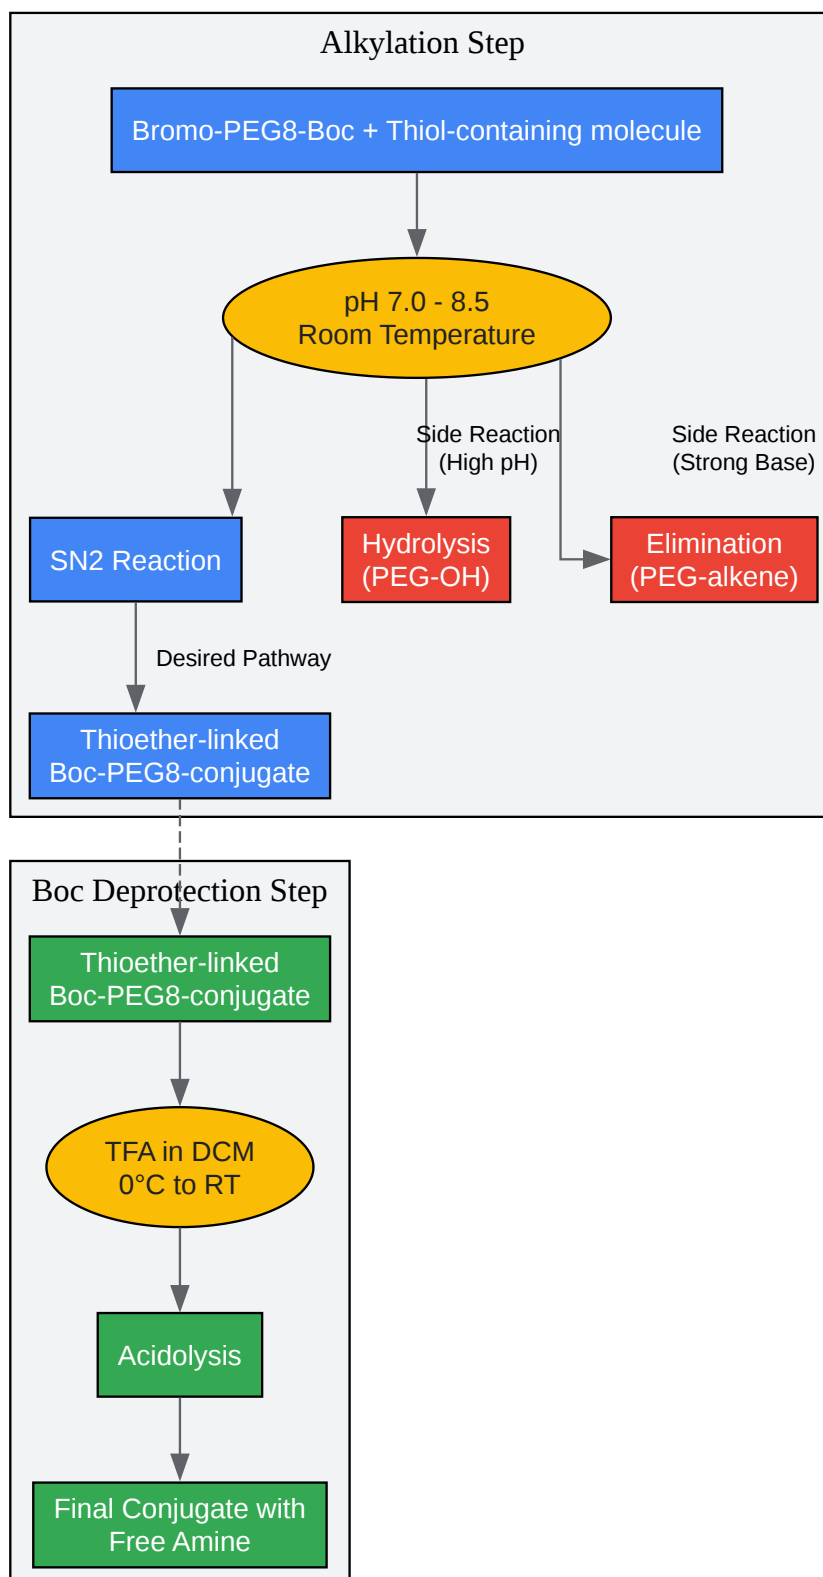 Alkylation Step
Bromo-PEG8-Boc + Thiol-containing molecule
pH 7.0 - 8.5
Room Temperature
Side Reaction
(High pH)
Side Reaction
(Strong Base)
SN2 Reaction
Hydrolysis
(PEG-OH)
Elimination
(PEG-alkene)
Desired Pathway
Thioether-linked
Boc-PEG8-conjugate
Boc Deprotection Step
Thioether-linked
Boc-PEG8-conjugate
TFA in DCM
0°C to RT
Acidolysis
Final Conjugate with
Free Amine